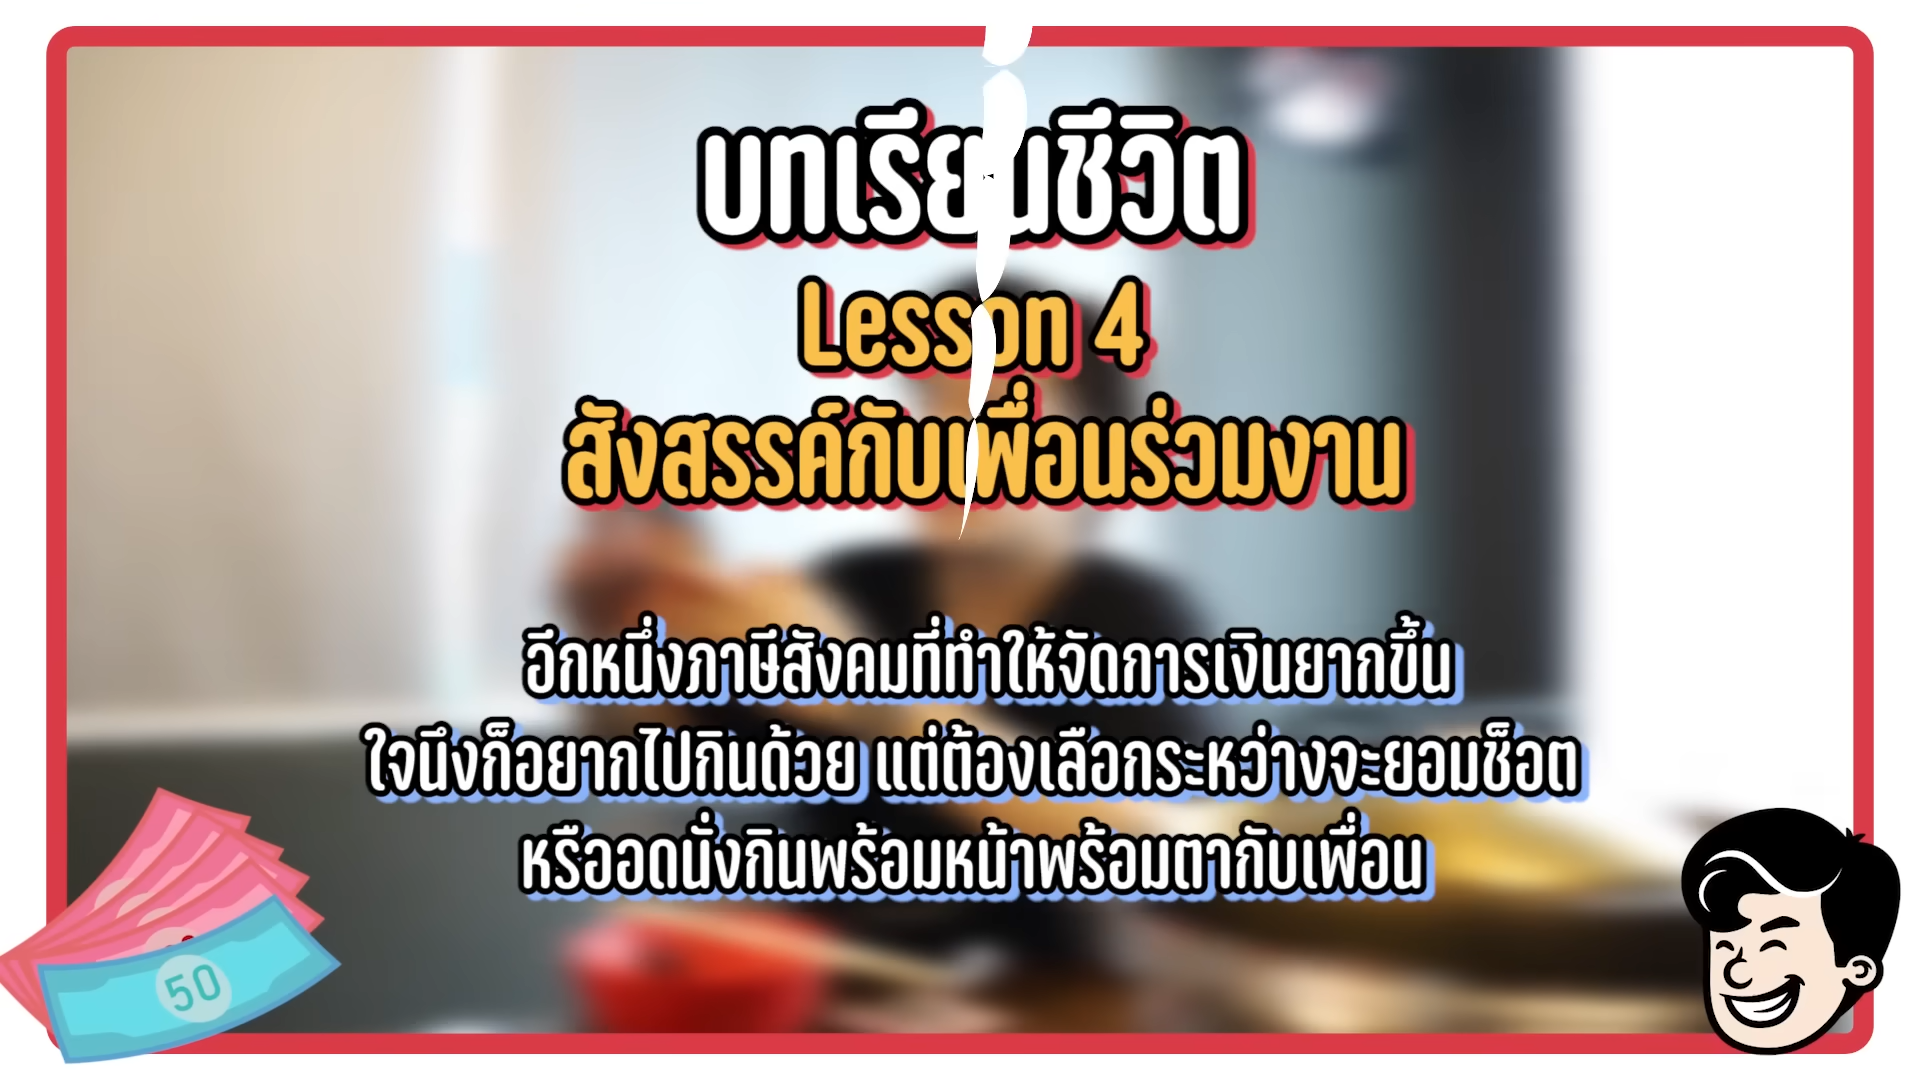 บทเรียนชีวิต
Lesson 4
สังสรรค์กับเพื่อนร่วมงาน
อีกหนึ่งภาษีสังคมที่ทำให้จัดการเงินยากขึ้น
ใจนึงก็อยากไปกินด้วย แต่ต้องเลือกระหว่างจะยอมช็อต
หรืออดนั่งกินพร้อมหน้าพร้อมตากับเพื่อน
50